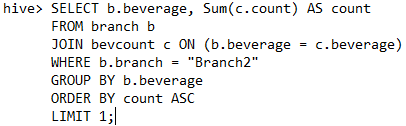 hive> SELECT b.beverage, Sum(c.count) AS count
FROM branch b
JOIN bevcount c ON (b.beverage = c.beverage)
WHERE b.branch = "Branch2"
GROUP BY b.beverage
ORDER BY count ASC
LIMIT 1;